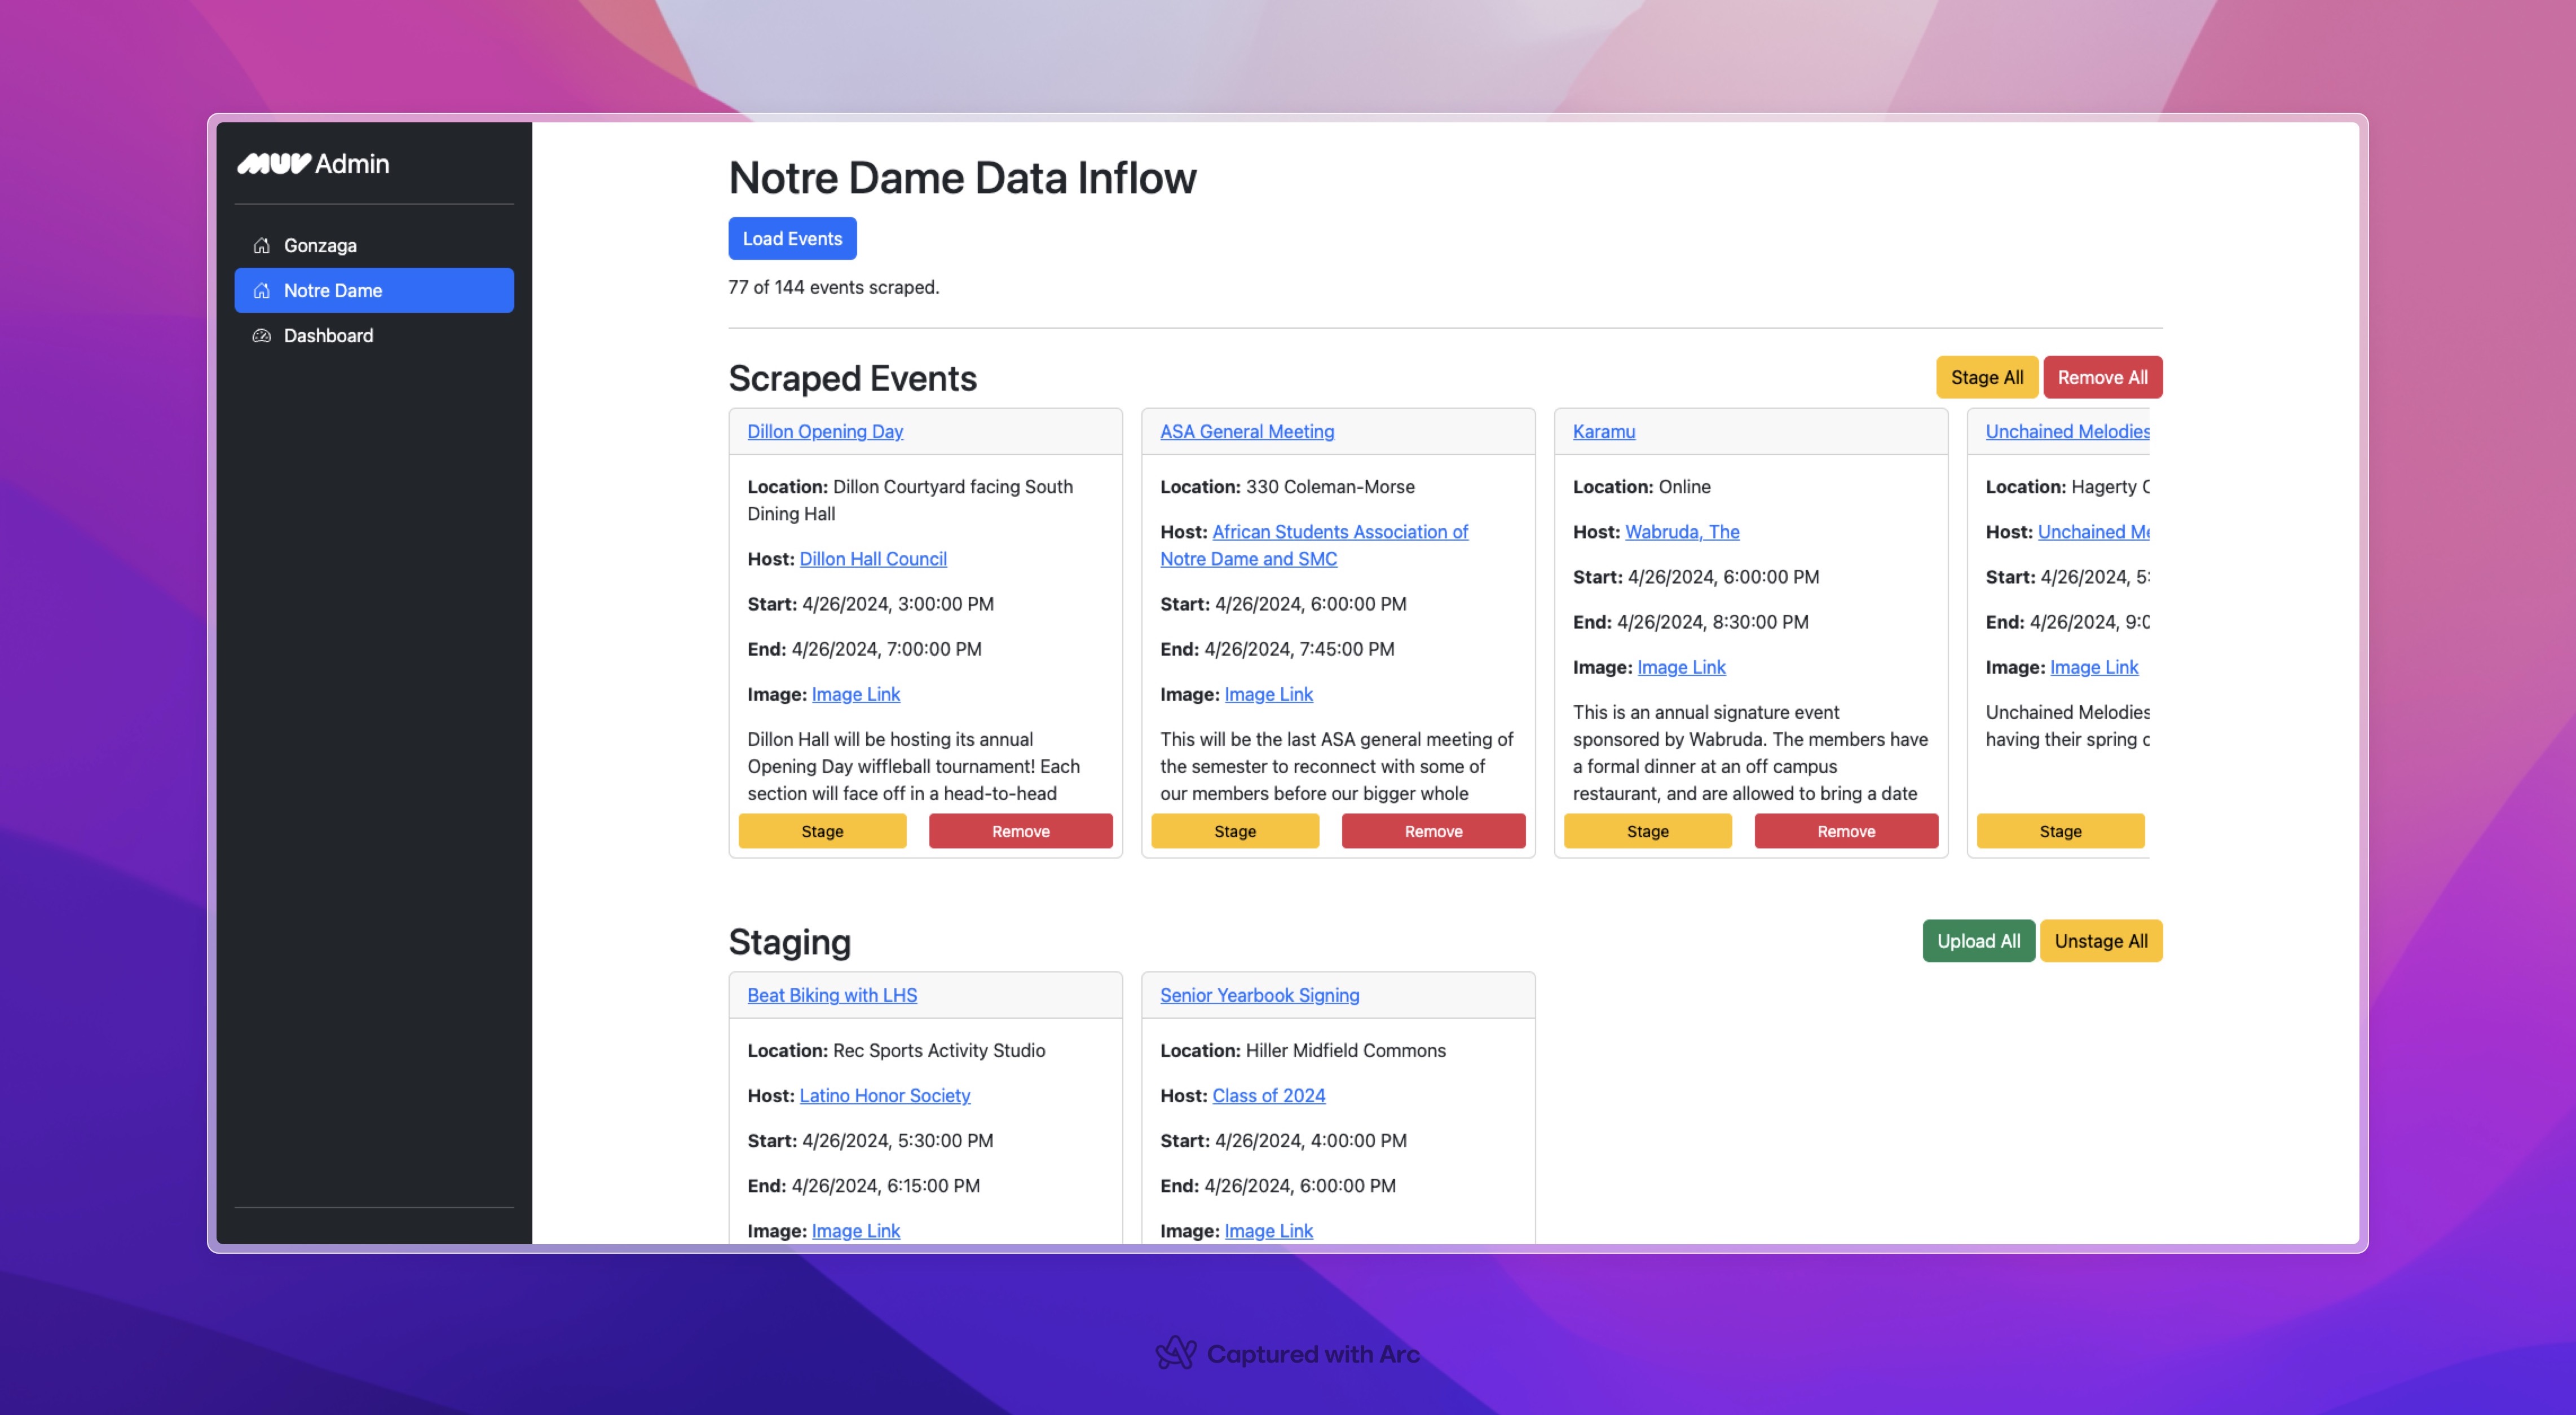 MUV Admin
Gonzaga
Notre Dame
Dashboard
Notre Dame Data Inflow
Load Events
77 of 144 events scraped.
Scraped Events
Stage All
Remove All
Dillon Opening Day
Location: Dillon Courtyard facing South
Dining Hall
Host: Dillon Hall Council
Start: 4/26/2024, 3:00:00 PM
End: 4/26/2024, 7:00:00 PM
Image: Image Link
Dillon Hall will be hosting its annual
Opening Day wiffleball tournament! Each
section will face off in a head-to-head
Stage
Remove
ASA General Meeting
Location: 330 Coleman-Morse
Host: African Students Association of
Notre Dame and SMC
Start: 4/26/2024, 6:00:00 PM
End: 4/26/2024, 7:45:00 PM
Image: Image Link
This will be the last ASA general meeting of
the semester to reconnect with some of
our members before our bigger whole
Stage
Remove
Karamu
Location: Online
Host: Wabruda, The
Start: 4/26/2024, 6:00:00 PM
End: 4/26/2024, 8:30:00 PM
Image: Image Link
This is an annual signature event
sponsored by Wabruda. The members have
a formal dinner at an off campus
restaurant, and are allowed to bring a date
Stage
Remove
Unchained Melodies
Location: Hagerty
Host: Unchained
Start: 4/26/2024, 5:
End: 4/26/2024, 9:
Image: Image Link
Unchained Melodies
having their spring
Stage
Staging
Upload All
Unstage All
Beat Biking with LHS
Location: Rec Sports Activity Studio
Host: Latino Honor Society
Start: 4/26/2024, 5:30:00 PM
End: 4/26/2024, 6:15:00 PM
Image: Image Link
Senior Yearbook Signing
Location: Hiller Midfield Commons
Host: Class of 2024
Start: 4/26/2024, 4:00:00 PM
End: 4/26/2024, 6:00:00 PM
Image: Image Link
Captured with Arc